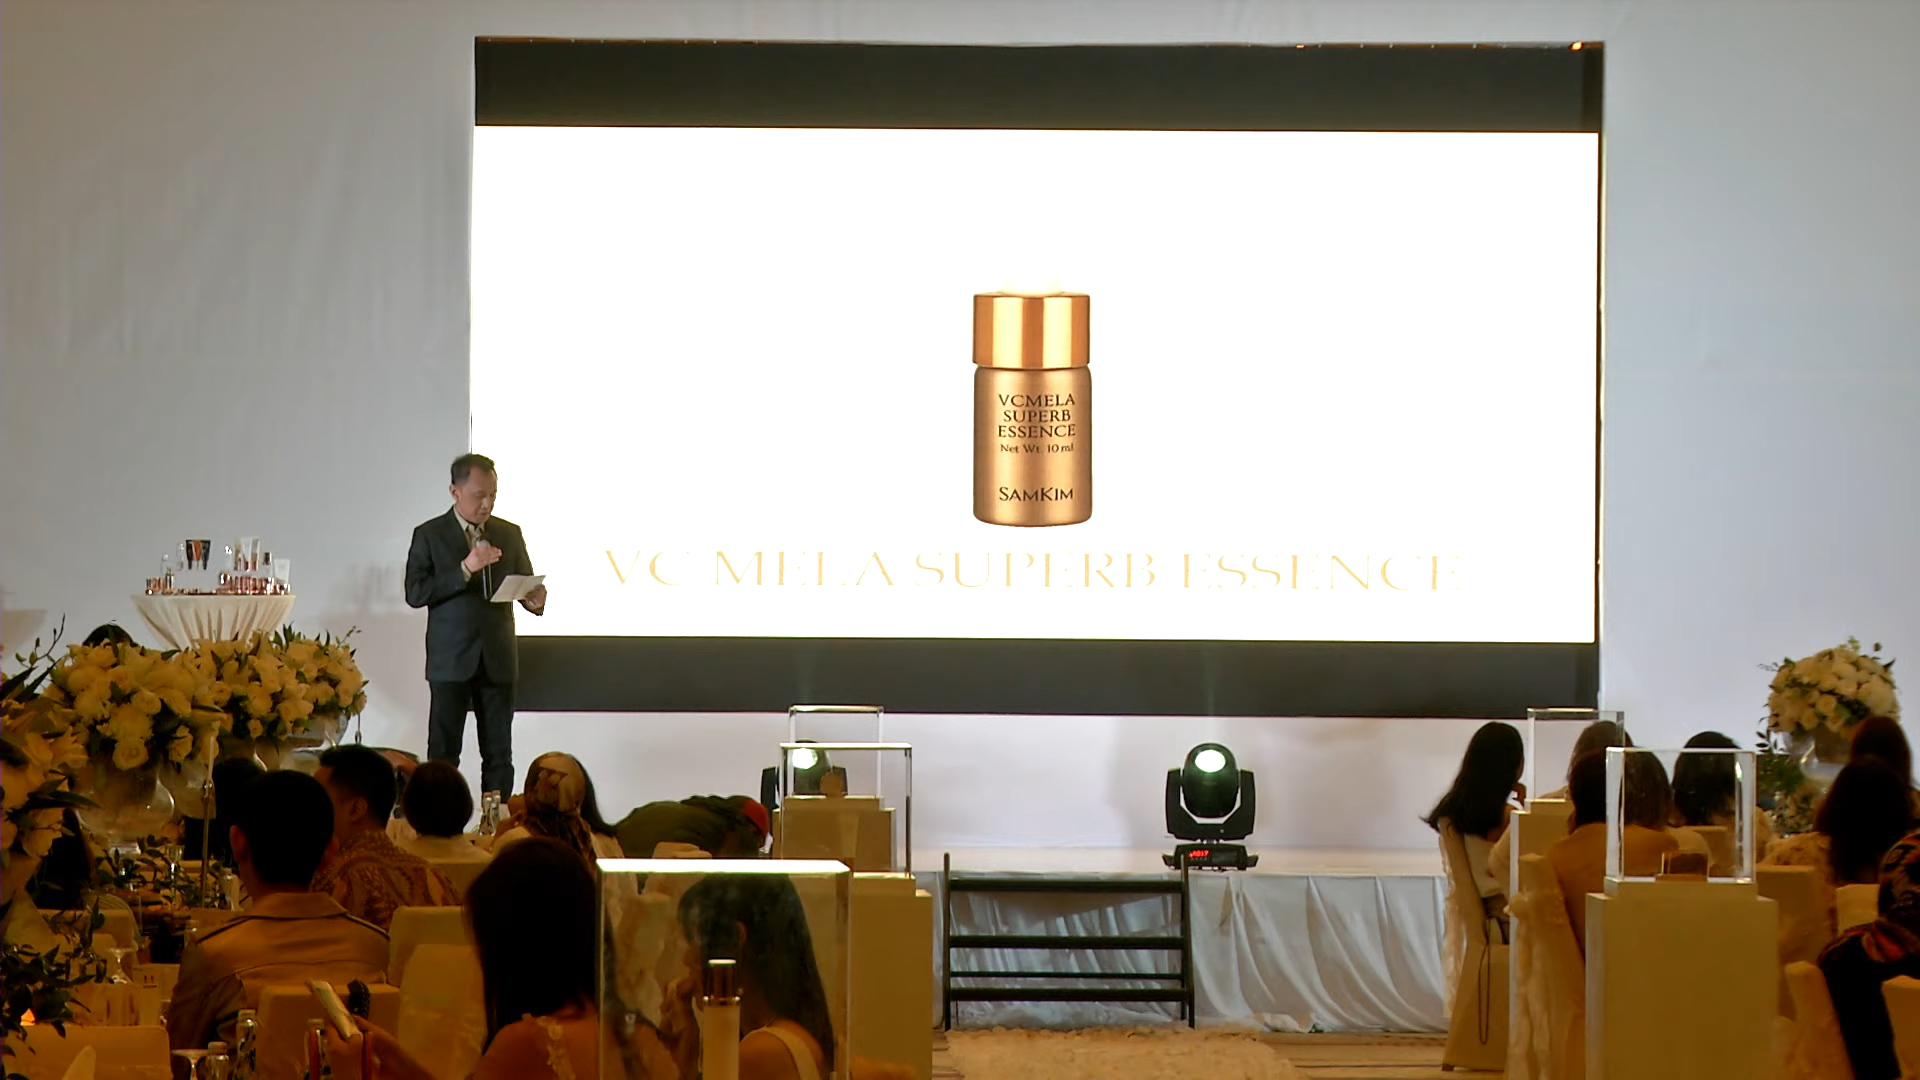 VCMELA
SUPERB
ESSENCE
Net Wt. 10 ml
SAMKIM
VC MELA SUPERB ESSENCE